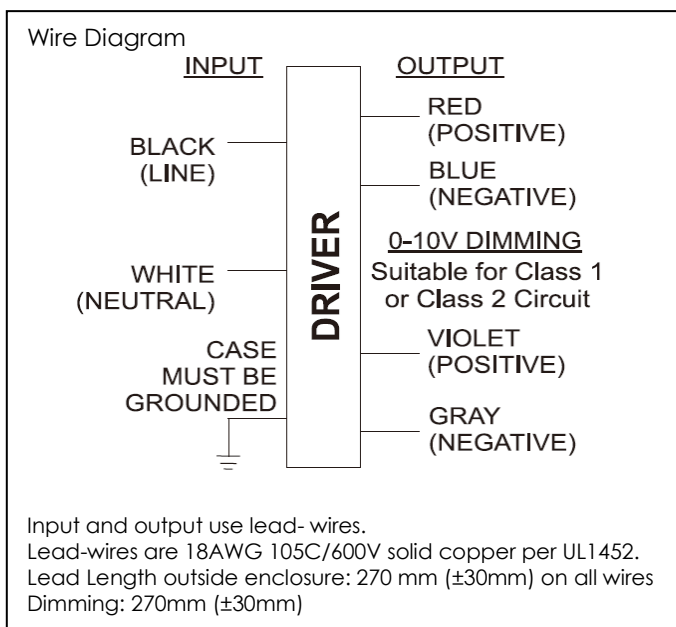 Wire Diagram
INPUT
OUTPUT
BLACK
(LINE)
WHITE
(NEUTRAL)
CASE
MUST BE
GROUNDED
DRIVER
RED
(POSITIVE)
BLUE
(NEGATIVE)
0-10V DIMMING
Suitable for Class 1
or Class 2 Circuit
VIOLET
(POSITIVE)
GRAY
(NEGATIVE)
Input and output use lead- wires.
Lead-wires are 18AWG 105C/600V solid copper per UL1452.
Lead Length outside enclosure: 270 mm (±30mm) on all wires
Dimming: 270mm (±30mm)